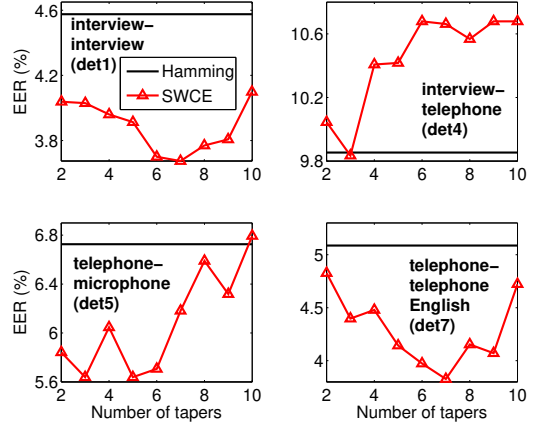 4.6
4.2
3.8
EER (%)
2 4 6 8 10
interview−
interview
(det1)
Hamming
SWCE
10.8
10.4
10
9.8
2 4 6 8 10
interview−
telephone
(det4)
6.8
6.4
6
5.6
EER (%)
2 4 6 8 10
Number of tapers
telephone−
microphone
(det5)
5
4.5
4
2 4 6 8 10
Number of tapers
telephone−
telephone
English
(det7)